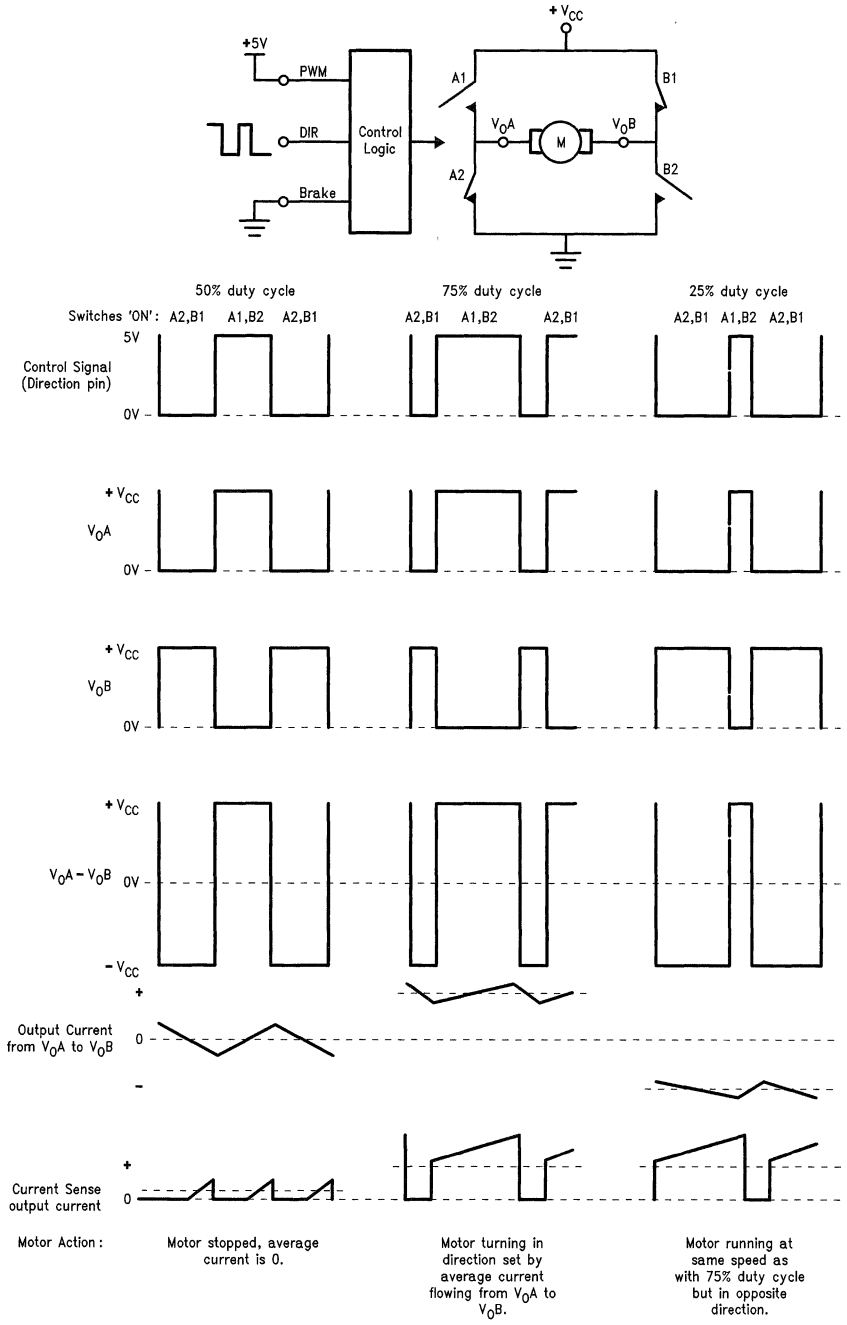 + VCC
+5V
PWM
DIR
Brake
Control
Logic
A1
B1
VOA
M
VOB
A2
B2
50% duty cycle
75% duty cycle
25% duty cycle
Switches 'ON': A2,B1 A1,B2 A2,B1 A2,B1 A1,B2 A2,B1 A2,B1 A1,B2 A2,B1
5V
Control Signal
(Direction pin)
0V
+ VCC
VOA
0V
+ VCC
VOB
0V
+ VCC
VOA – VOB
0V
– VCC
+
Output Current
from VOA to VOB
0
–
+
Current Sense
output current
0
Motor Action:
Motor stopped, average
current is 0.
Motor turning in
direction set by
average current
flowing from VOA to
VOB.
Motor running at
same speed as
with 75% duty cycle
but in opposite
direction.